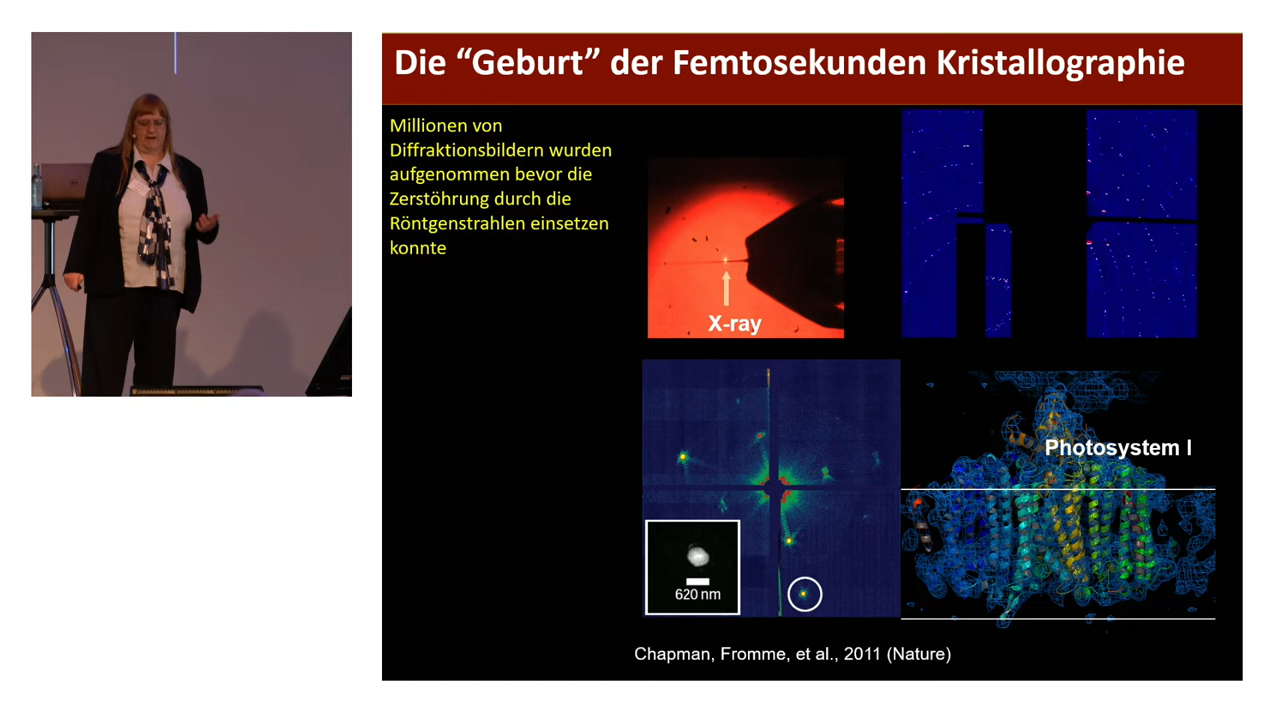 Die “Geburt” der Femtosekunden Kristallographie
Millionen von
Diffraktionsbildern wurden
aufgenommen bevor die
Zerstöhrung durch die
Röntgenstrahlen einsetzen
konnte
X-ray
Photosystem I
620 nm
Chapman, Fromme, et al., 2011 (Nature)